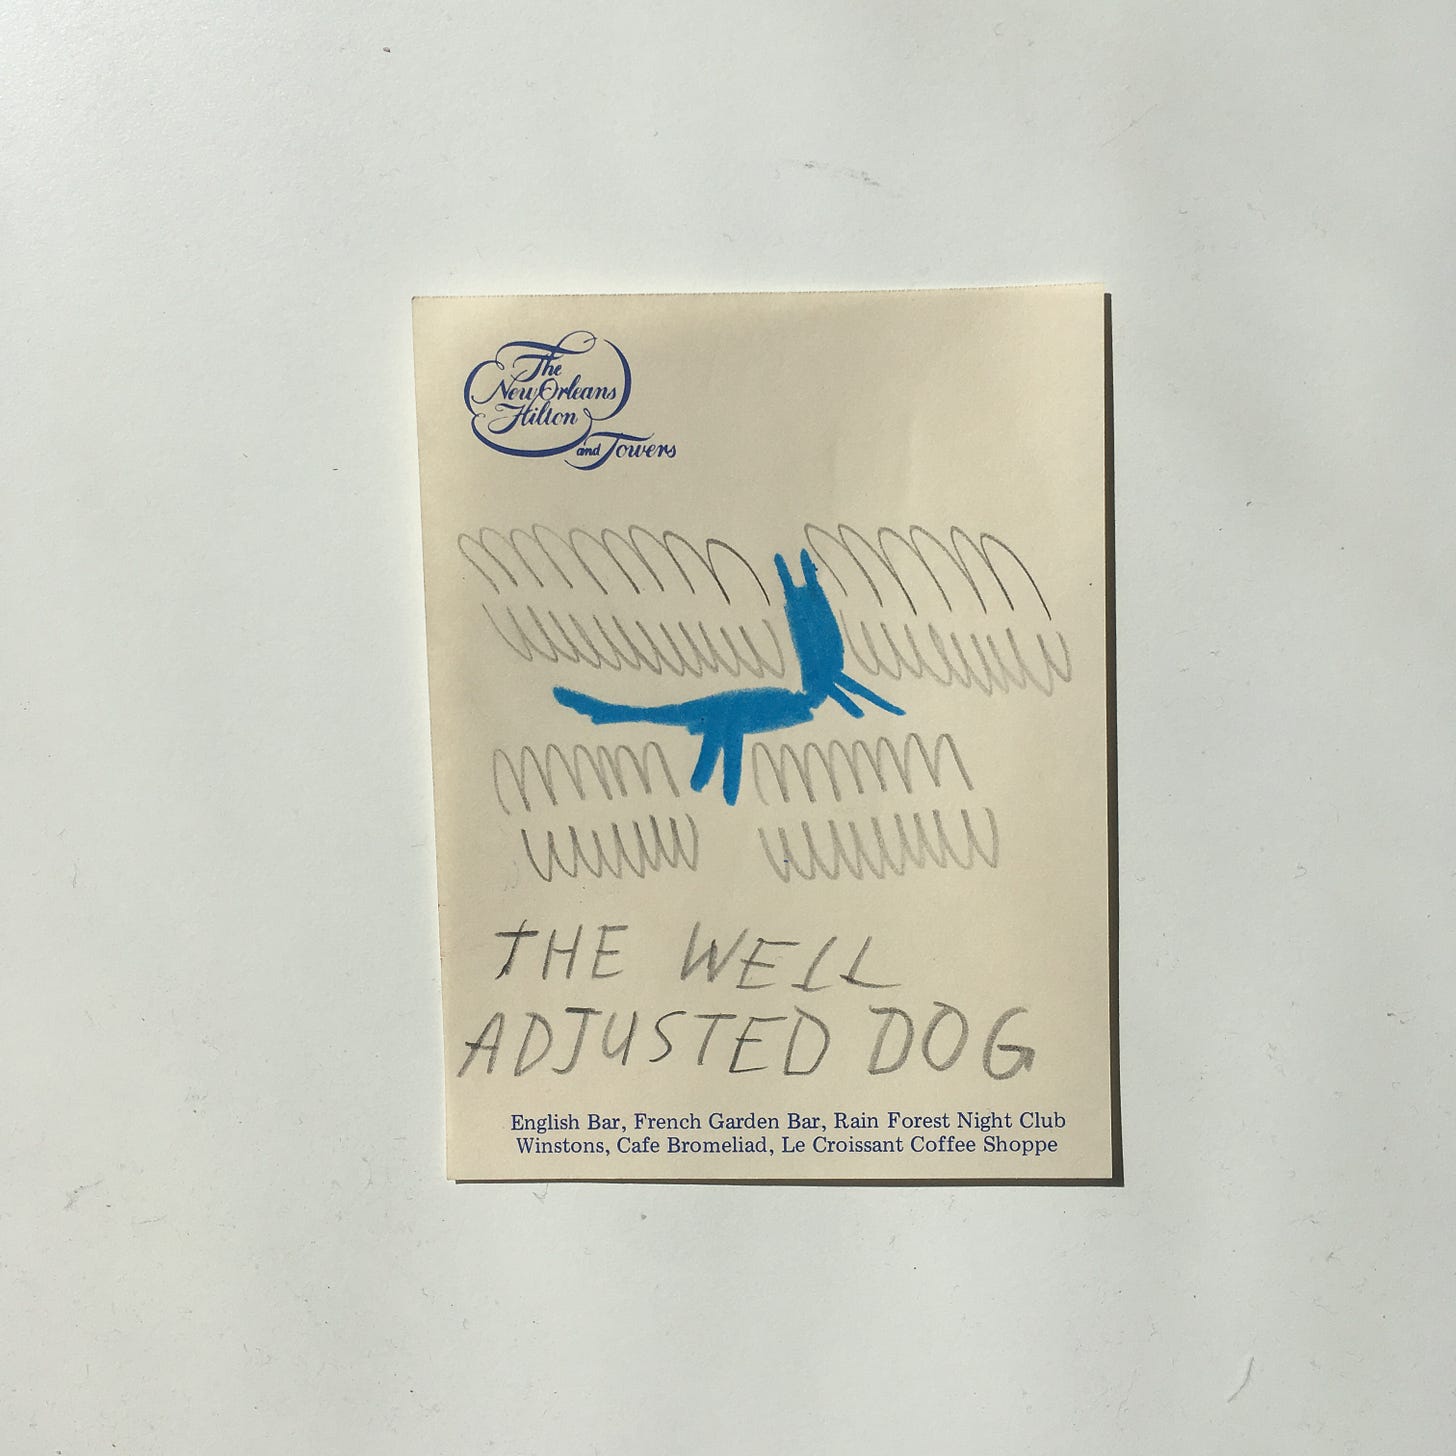 The
New Orleans
Hilton
and Towers
THE WELL
ADJUSTED DOG
English Bar, French Garden Bar, Rain Forest Night Club
Winstons, Cafe Bromeliad, Le Croissant Coffee Shoppe